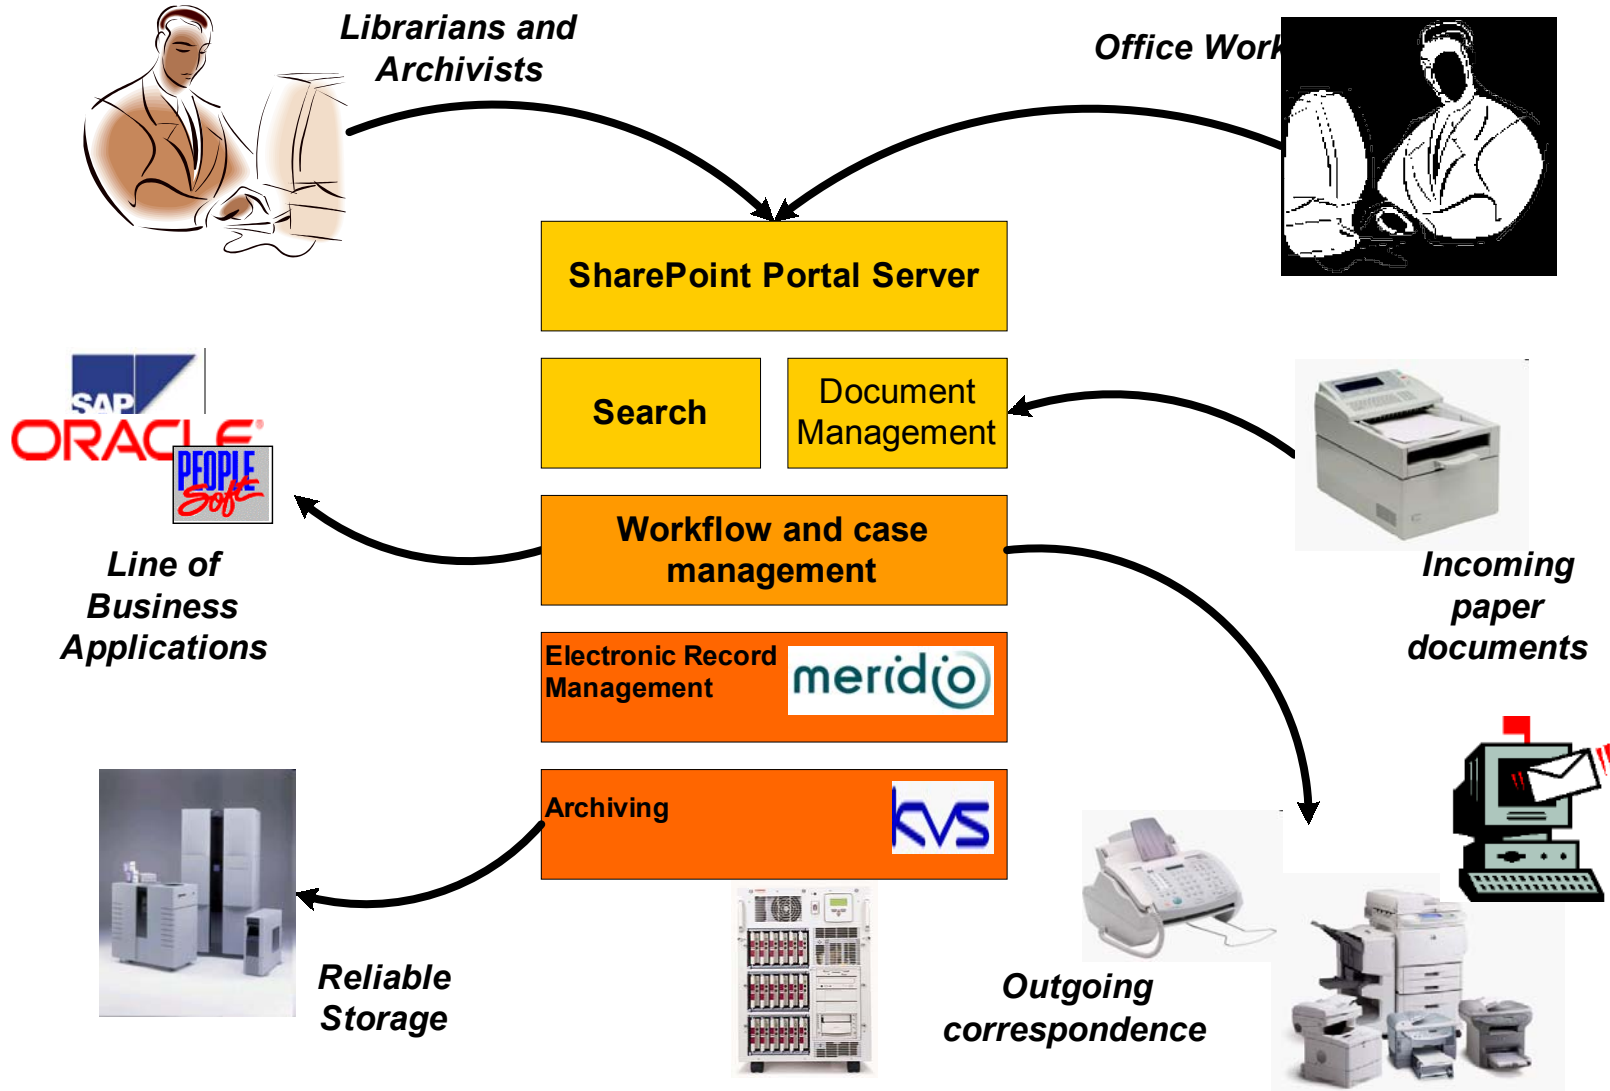 Librarians and
Archivists
Office Work
SharePoint Portal Server
SAP
ORACLE
PEOPLE
Soft
Search
Document
Management
Workflow and case
management
Line of
Business
Applications
Incoming
paper
documents
Electronic Record
Management
meridio
Archiving
kvs
Reliable
Storage
Outgoing
correspondence